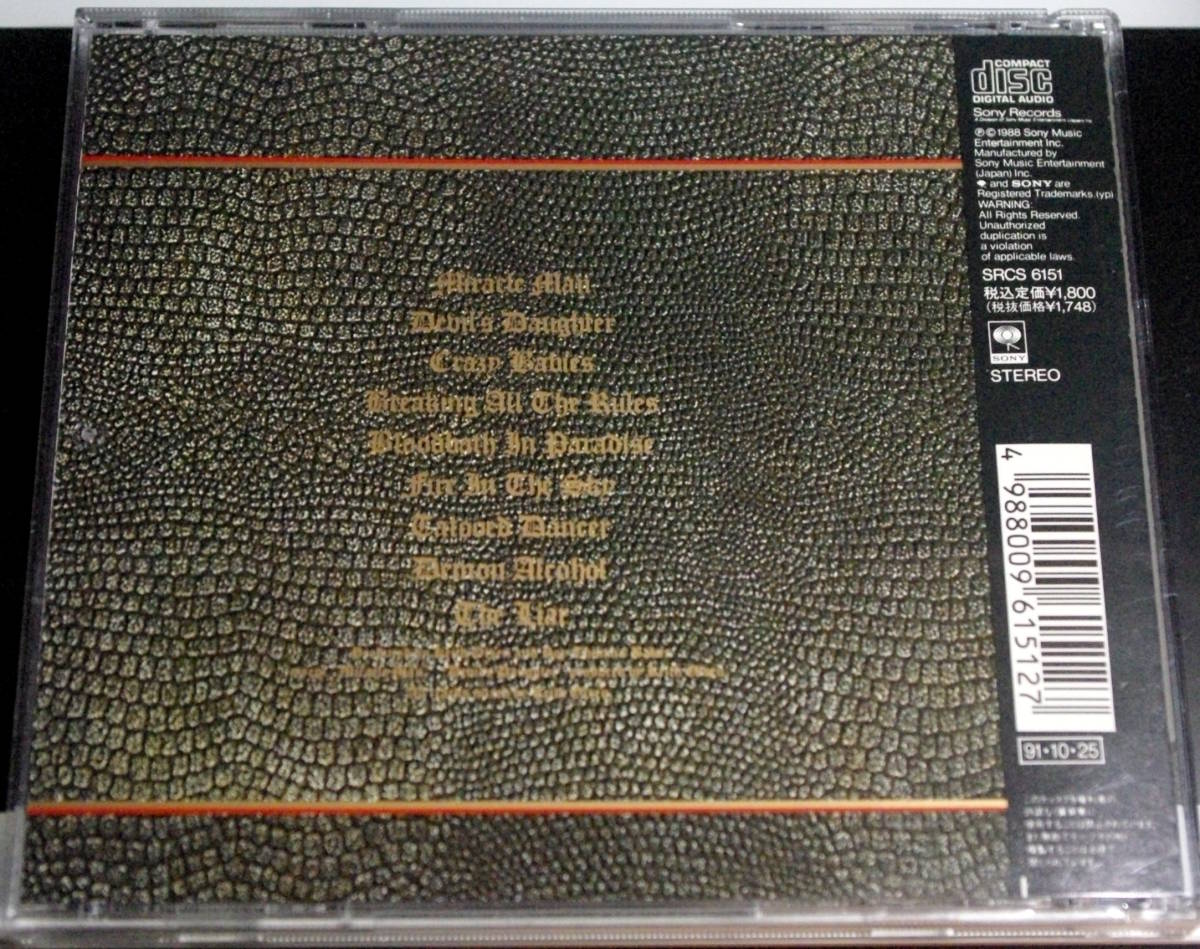 Miracle Man
Devil's Daughter
Crazy Babies
Breaking All The Rules
Bloodbath In Paradise
Fire In The Sky
Tattooed Dancer
Demon Alcohol
The Liar
COMPACT
disc
DIGITAL AUDIO
Sony Records
℗©1988 Sony Music
Entertainment Inc.
Manufactured by
Sony Music Entertainment
(Japan) Inc.
and SONY are
Registered Trademarks.(yp)
WARNING:
All Rights Reserved.
Unauthorized
duplication is
a violation
of applicable laws.
SRCS 6151
税込定価¥1,800
(税抜価格¥1,748)
SONY
STEREO
4 988009 615127
91・10・25